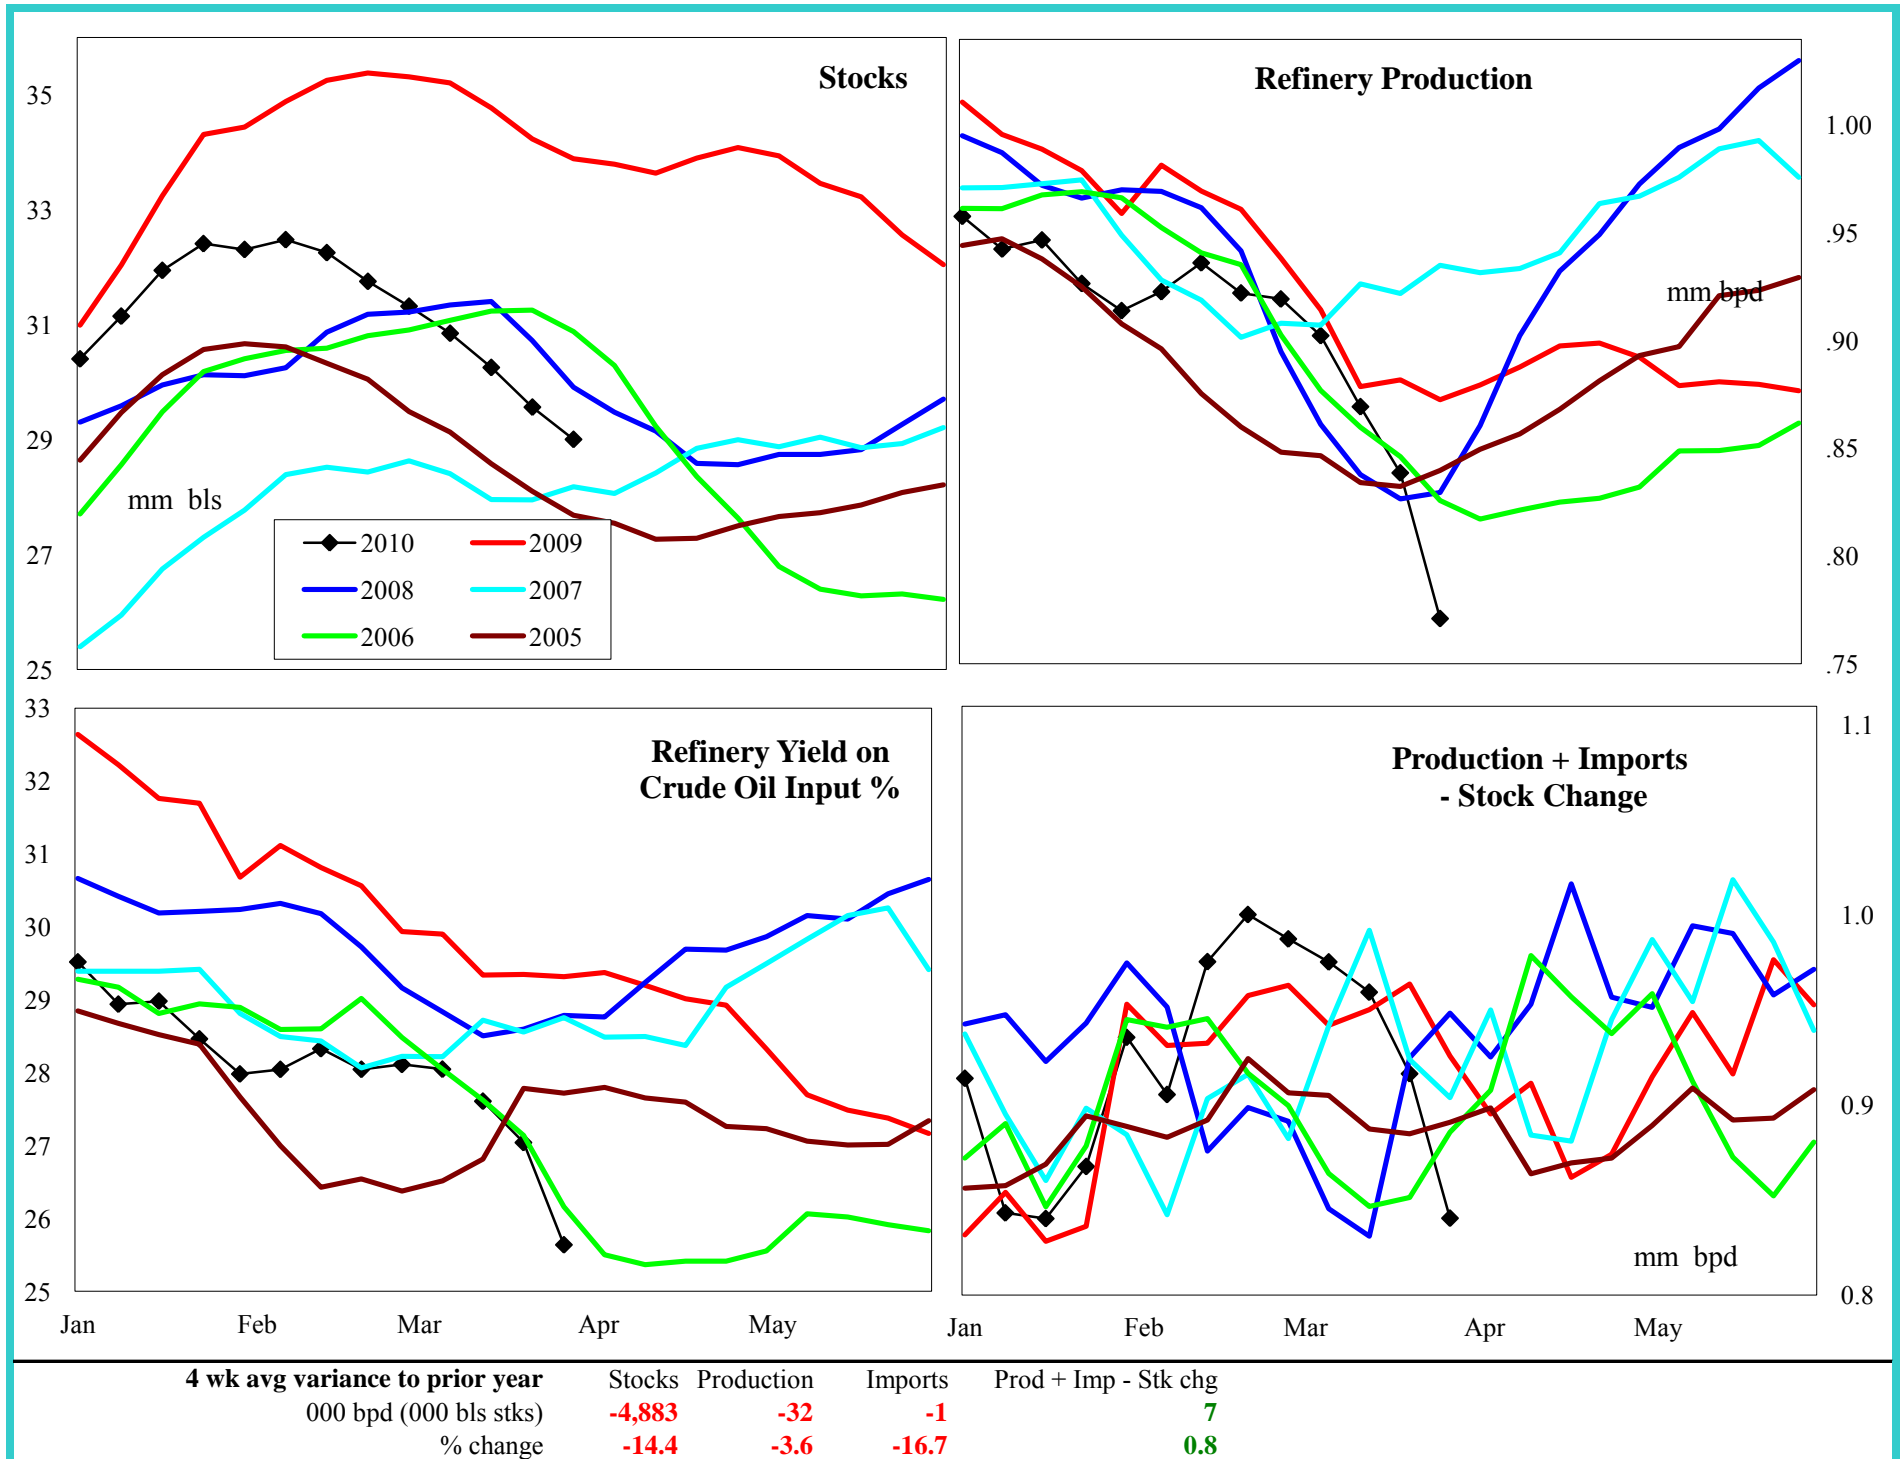 Stocks
35
33
31
29
27
25
mm bls
2010
2009
2008
2007
2006
2005
Refinery Production
1.00
.95
.90
.85
.80
.75
mm bpd
Refinery Yield on
Crude Oil Input %
33
32
31
30
29
28
27
26
25
Jan Feb Mar Apr May
Production + Imports
- Stock Change
1.1
1.0
0.9
0.8
mm bpd
Jan Feb Mar Apr May
4 wk avg variance to prior year Stocks Production Imports Prod + Imp - Stk chg
000 bpd (000 bls stks) -4,883 -32 -1 7
% change -14.4 -3.6 -16.7 0.8